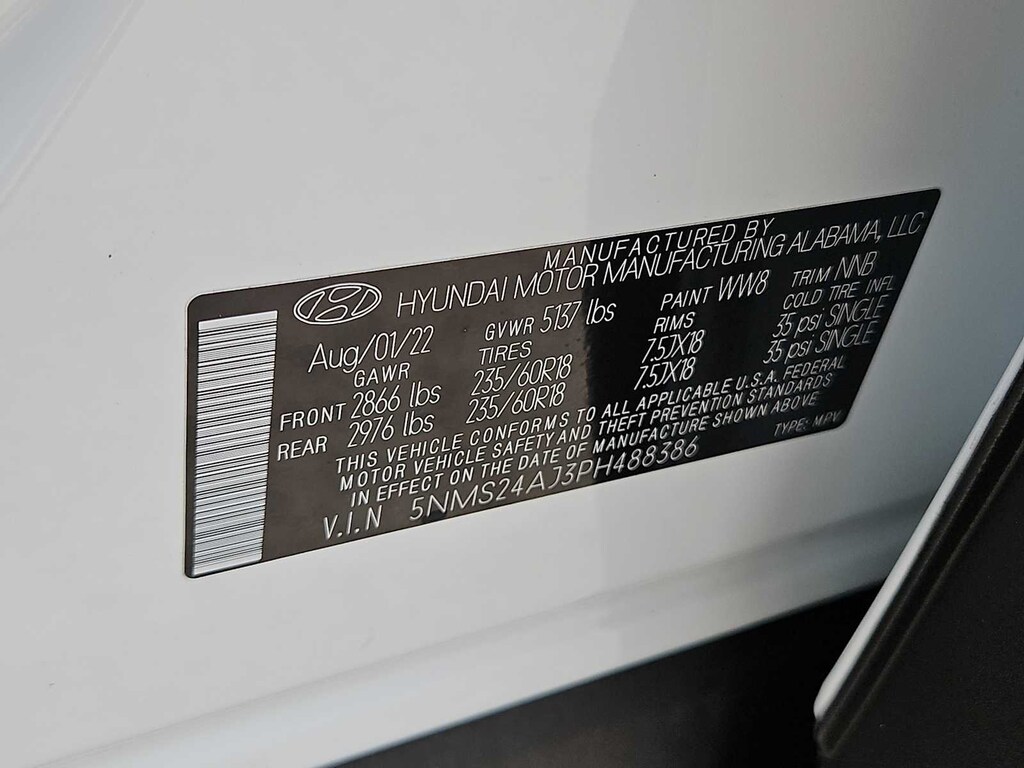 MANUFACTURED BY
HYUNDAI MOTOR MANUFACTURING ALABAMA, LLC
Aug/01/22 GVWR 5137 lbs PAINT WW8 TRIM NNB
GAWR TIRES RIMS COLD TIRE INFL
FRONT 2866 lbs 235/60R18 7.5JX18 35 psi SINGLE
REAR 2976 lbs 235/60R18 7.5JX18 35 psi SINGLE
THIS VEHICLE CONFORMS TO ALL APPLICABLE U.S.A. FEDERAL
MOTOR VEHICLE SAFETY AND THEFT PREVENTION STANDARDS
IN EFFECT ON THE DATE OF MANUFACTURE SHOWN ABOVE
V.I.N 5NMS24AJ3PH488386 TYPE: MPV